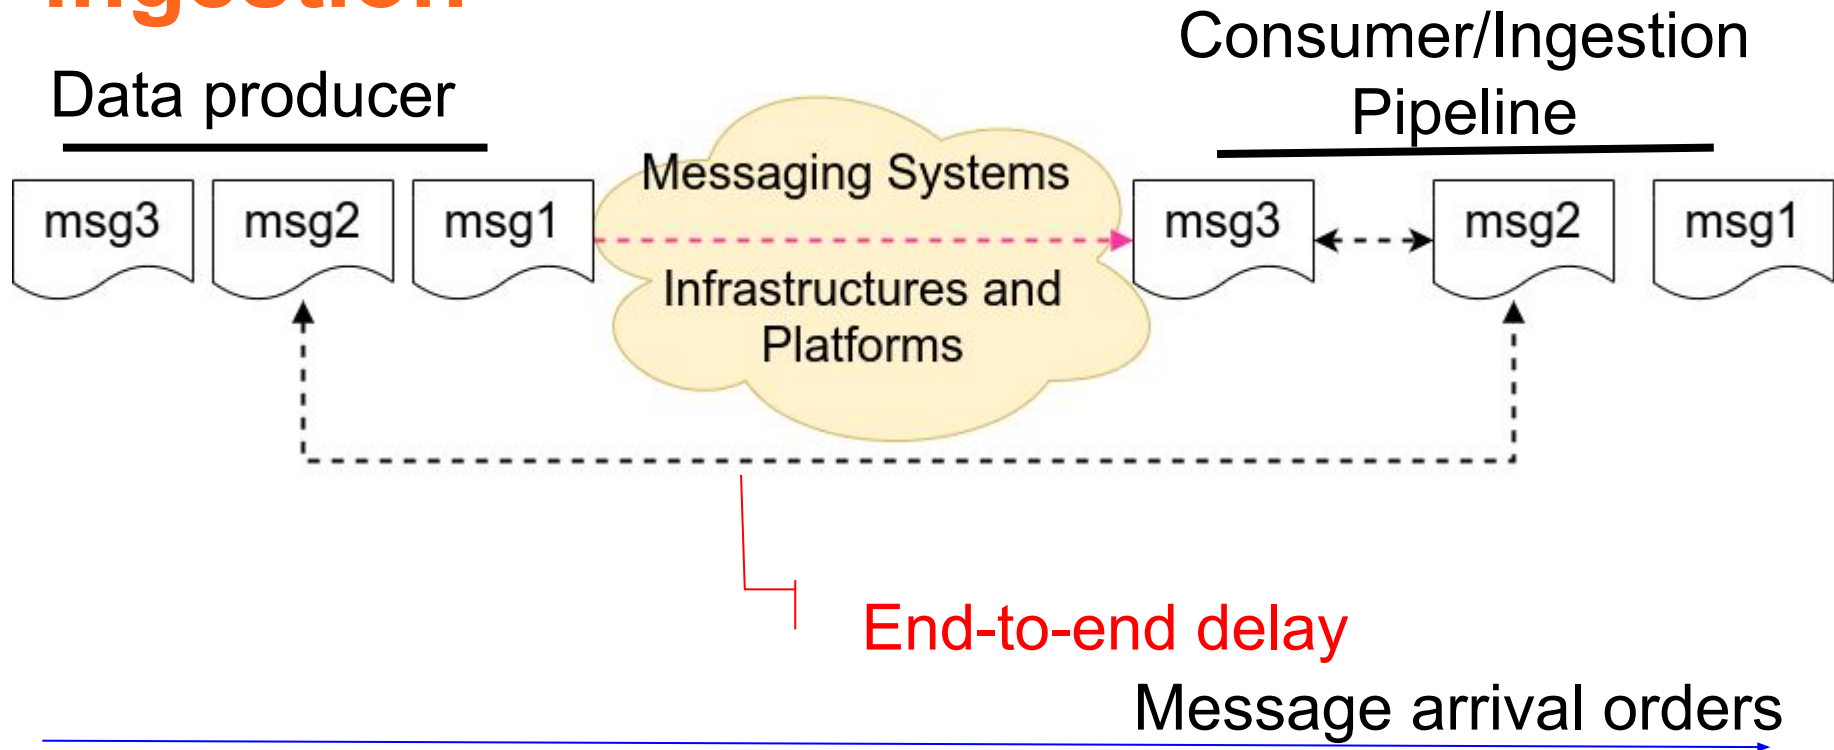 Ingestion
Data producer
Consumer/Ingestion
Pipeline
msg3 msg2 msg1
Messaging Systems
Infrastructures and
Platforms
msg3 msg2 msg1
End-to-end delay
Message arrival orders